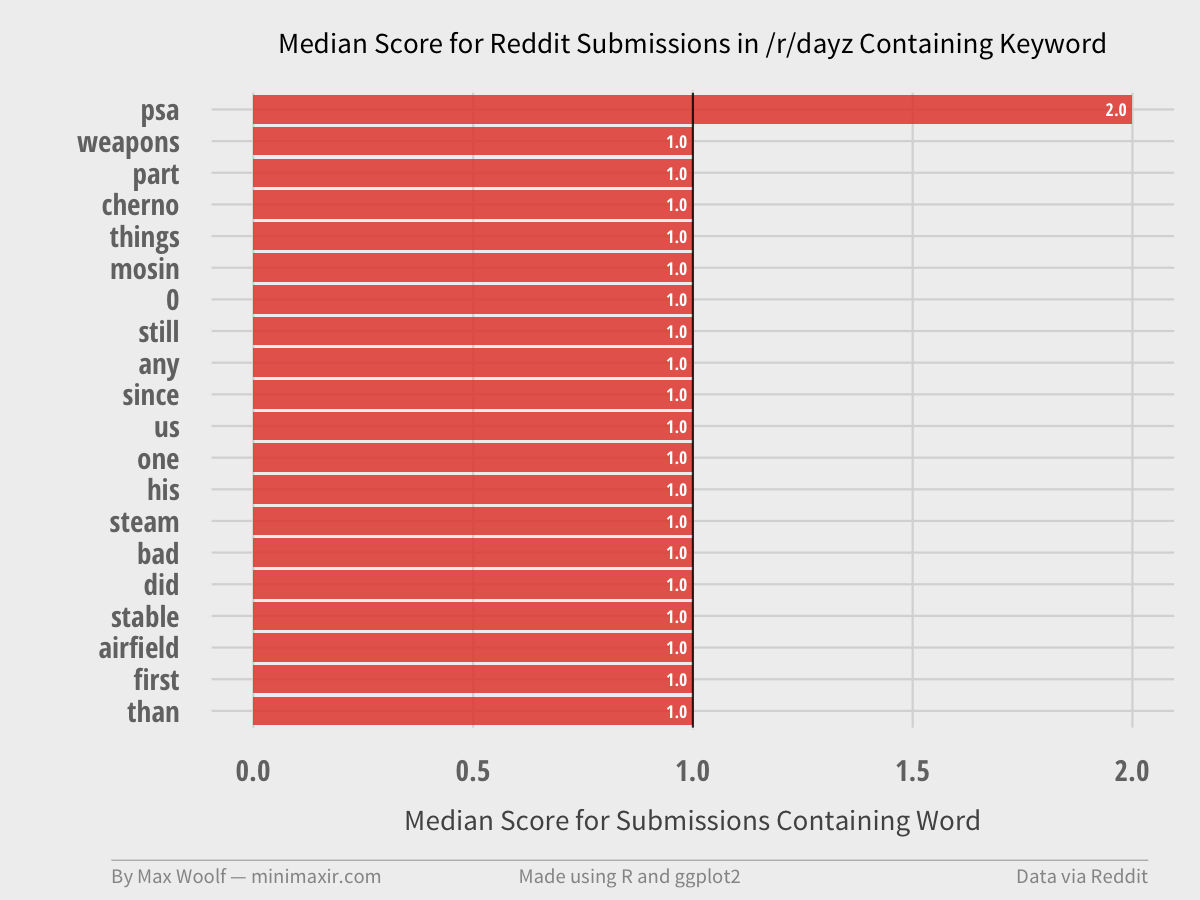 Median Score for Reddit Submissions in /r/dayz Containing Keyword
psa 2.0
weapons 1.0
part 1.0
cherno 1.0
things 1.0
mosin 1.0
0 1.0
still 1.0
any 1.0
since 1.0
us 1.0
one 1.0
his 1.0
steam 1.0
bad 1.0
did 1.0
stable 1.0
airfield 1.0
first 1.0
than 1.0
0.0 0.5 1.0 1.5 2.0
Median Score for Submissions Containing Word
By Max Woolf — minimaxir.com Made using R and ggplot2 Data via Reddit